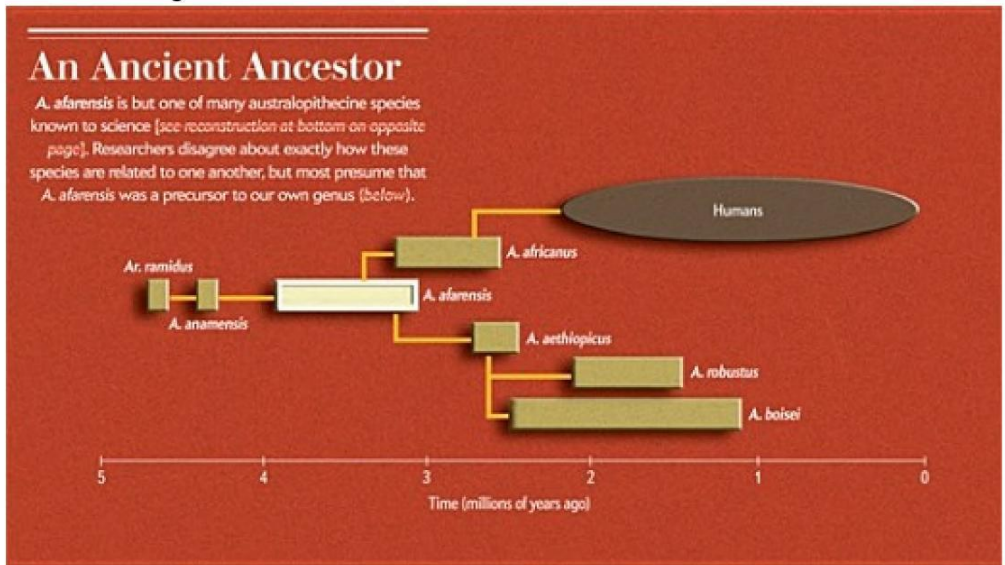 An Ancient Ancestor
A. afarensis is but one of many australopithecine species
known to science [see reconstruction at bottom on opposite
page]. Researchers disagree about exactly how these
species are related to one another, but most presume that
A. afarensis was a precursor to our own genus (below).
Humans
A. africanus
Ar. ramidus
A. afarensis
A. anamensis
A. aethiopicus
A. robustus
A. boisei
5 4 3 2 1 0
Time (millions of years ago)